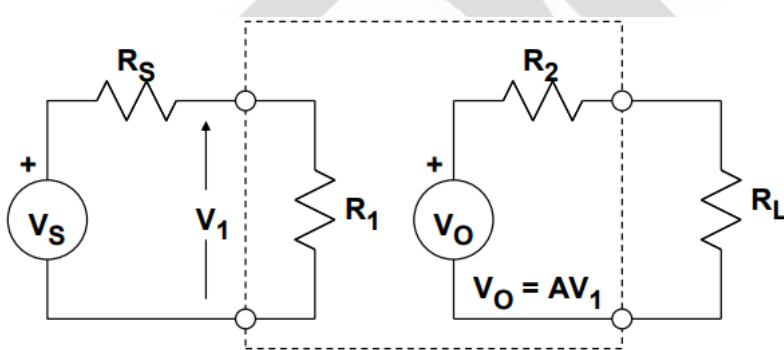 R_S
R_2
+
+
V_S
V_1
R_1
V_O
R_L
V_O = AV_1